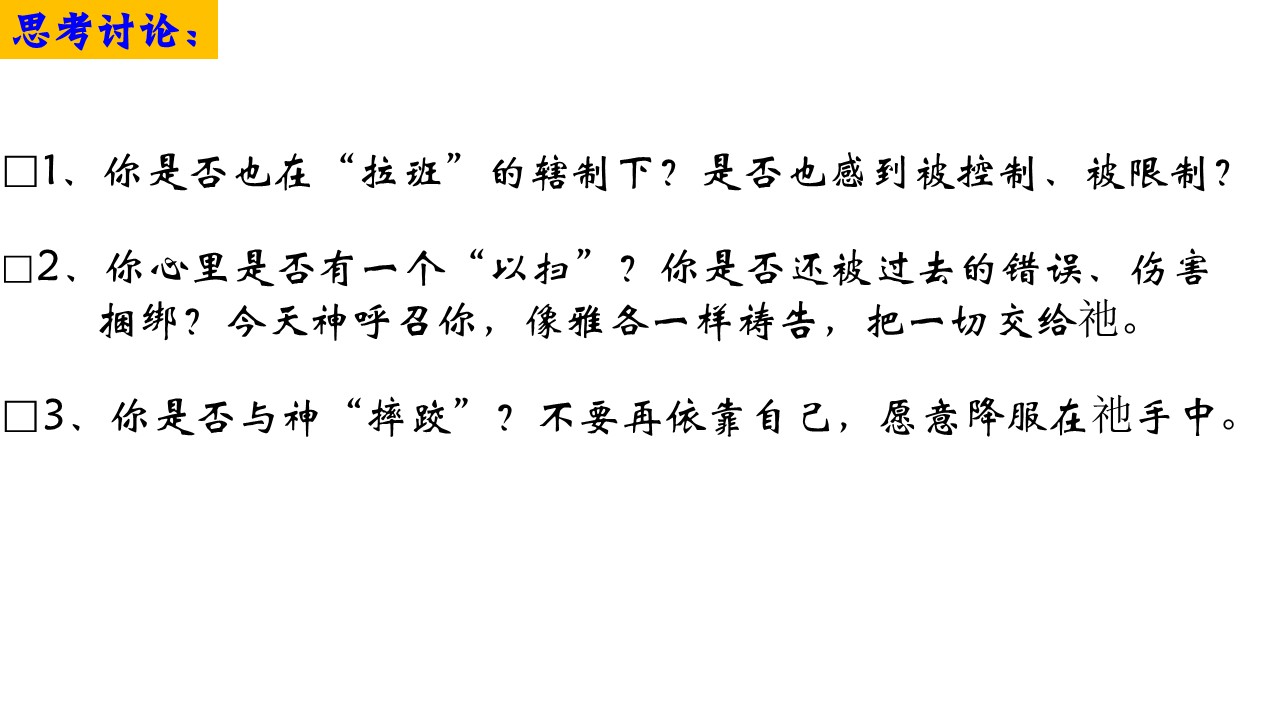 思考讨论：
□1、你是否也在“拉班”的辖制下？是否也感到被控制、被限制？
□2、你心里是否有一个“以扫”？你是否还被过去的错误、伤害
捆绑？今天神呼召你，像雅各一样祷告，把一切交给祂。
□3、你是否与神“摔跤”？不要再依靠自己，愿意降服在祂手中。